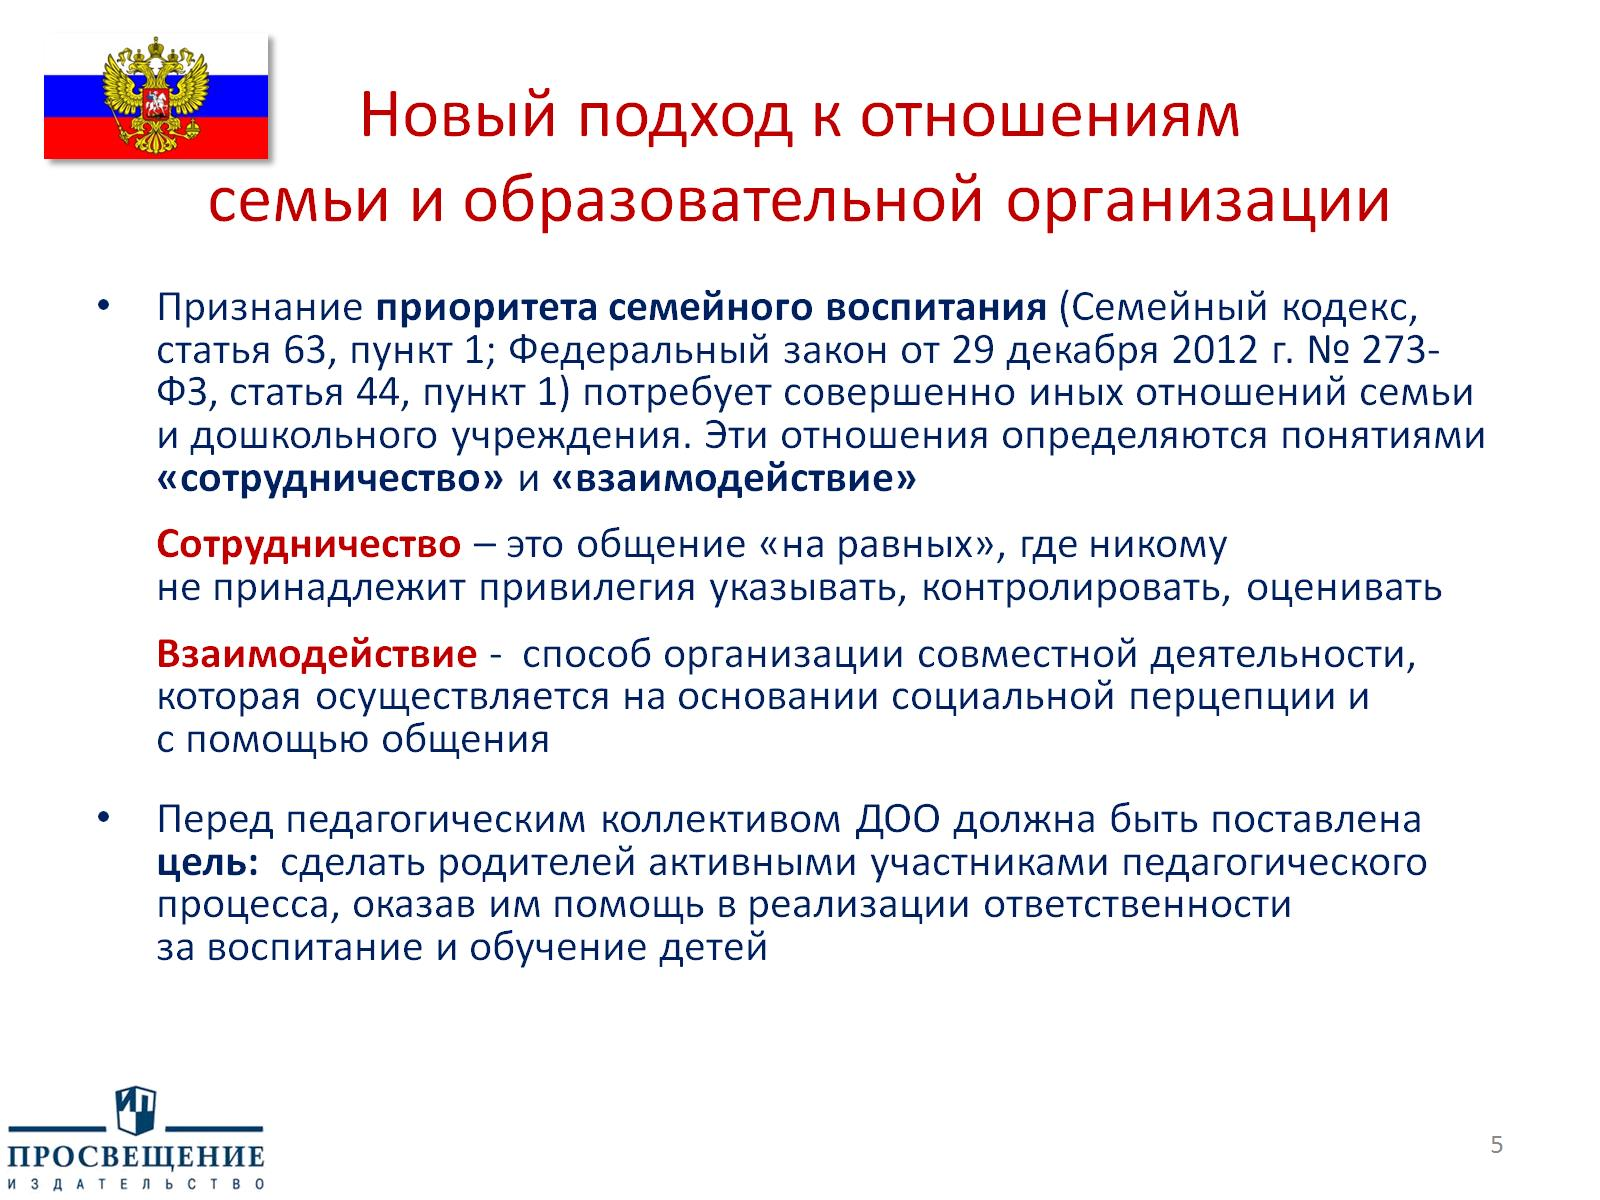 Новый подход к отношениям
семьи и образовательной организации
• Признание приоритета семейного воспитания (Семейный кодекс,
статья 63, пункт 1; Федеральный закон от 29 декабря 2012 г. № 273-
ФЗ, статья 44, пункт 1) потребует совершенно иных отношений семьи
и дошкольного учреждения. Эти отношения определяются понятиями
«сотрудничество» и «взаимодействие»
Сотрудничество – это общение «на равных», где никому
не принадлежит привилегия указывать, контролировать, оценивать
Взаимодействие - способ организации совместной деятельности,
которая осуществляется на основании социальной перцепции и
с помощью общения
• Перед педагогическим коллективом ДОО должна быть поставлена
цель: сделать родителей активными участниками педагогического
процесса, оказав им помощь в реализации ответственности
за воспитание и обучение детей
ИП
ПРОСВЕЩЕНИЕ
ИЗДАТЕЛЬСТВО
5